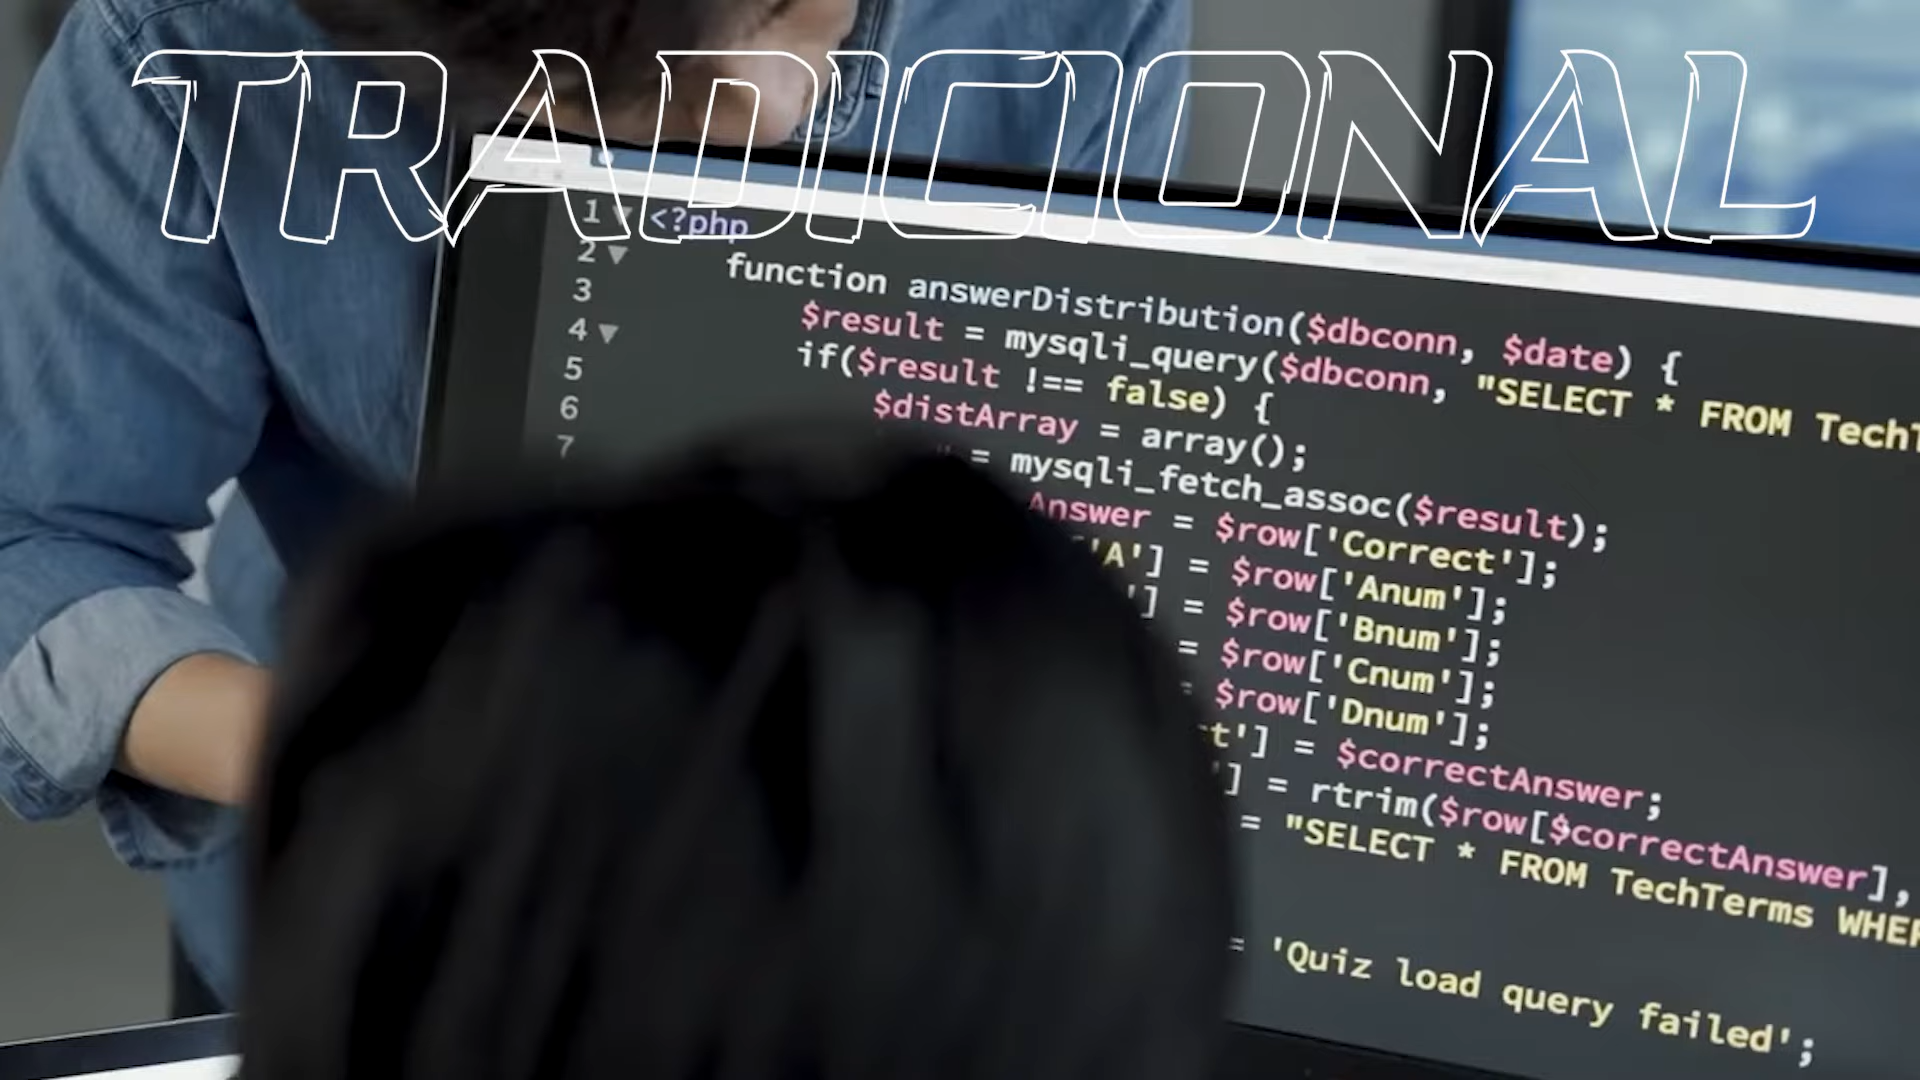 TRADICIONAL
1 <?php
2 function answerDistribution($dbconn, $date) {
3 $result = mysqli_query($dbconn, "SELECT * FROM
4 if($result !== false) {
5 $distArray = array();
6 = mysqli_fetch_assoc($result);
7 Answer = $row['Correct'];
'A'] = $row['Anum'];
'] = $row['Bnum'];
= $row['Cnum'];
= $row['Dnum'];
t'] = $correctAnswer;
'] = rtrim($row[$correctAnswer],
= "SELECT * FROM TechTerms
= 'Quiz load query failed';